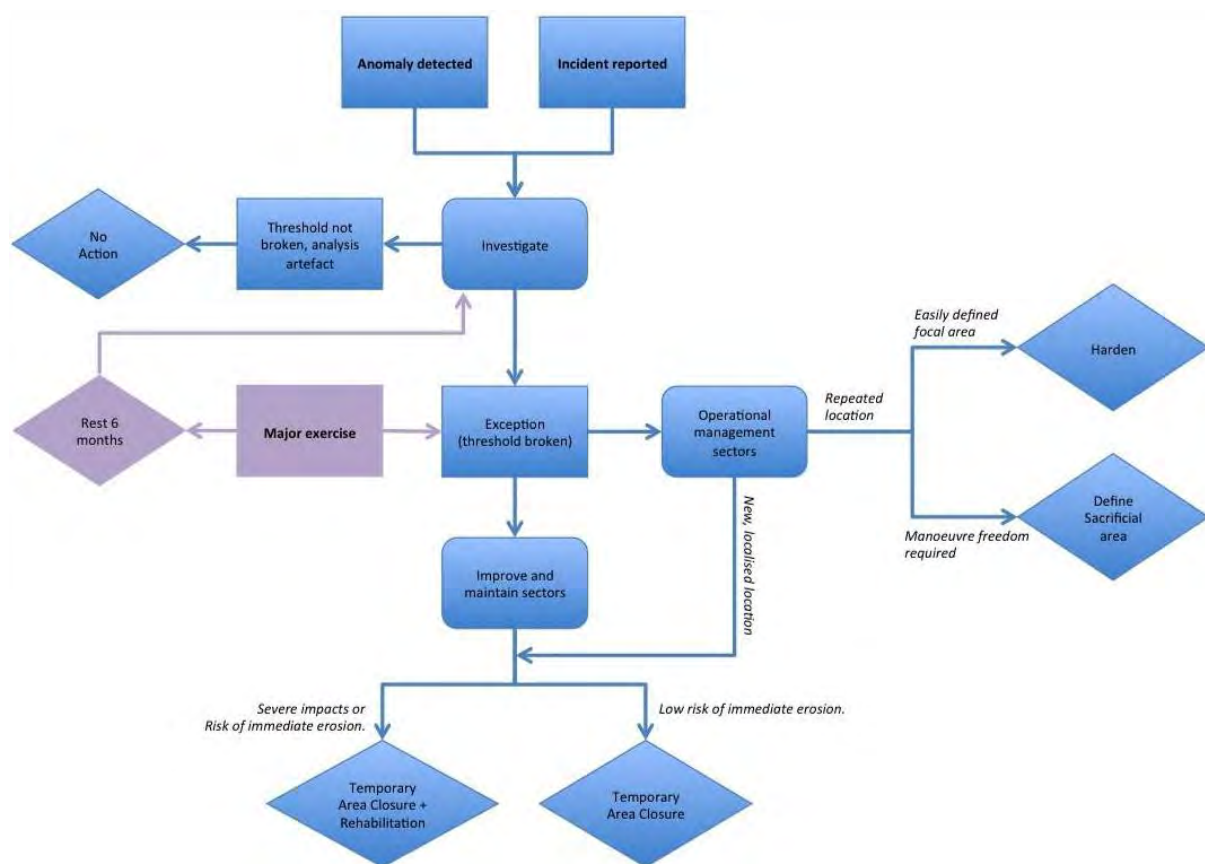 Anomaly detected
Incident reported
No
Action
Threshold not
broken, analysis
artefact
Investigate
Easily defined
focal area
Harden
Rest 6
months
Major exercise
Exception
(threshold broken)
Operational
management
sectors
Repeated
location
Manoeuvre freedom
required
Define
Sacrificial
area
New, localised location
Improve and
maintain sectors
Severe impacts or
Risk of immediate erosion.
Low risk of immediate erosion.
Temporary
Area Closure +
Rehabilitation
Temporary
Area Closure